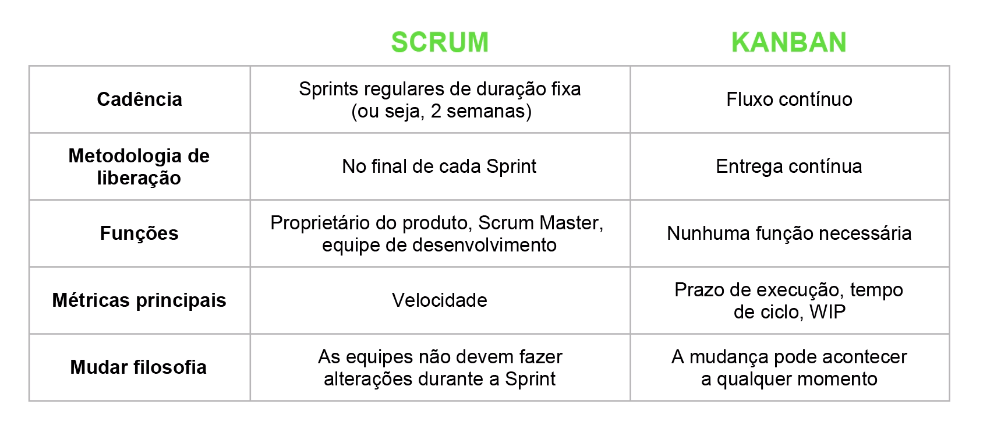 SCRUM
KANBAN
Cadência
Sprints regulares de duração fixa
(ou seja, 2 semanas)
Fluxo contínuo
Metodologia de
liberação
No final de cada Sprint
Entrega contínua
Funções
Proprietário do produto, Scrum Master,
equipe de desenvolvimento
Nunhuma função necessária
Métricas principais
Velocidade
Prazo de execução, tempo
de ciclo, WIP
Mudar filosofia
As equipes não devem fazer
alterações durante a Sprint
A mudança pode acontecer
a qualquer momento